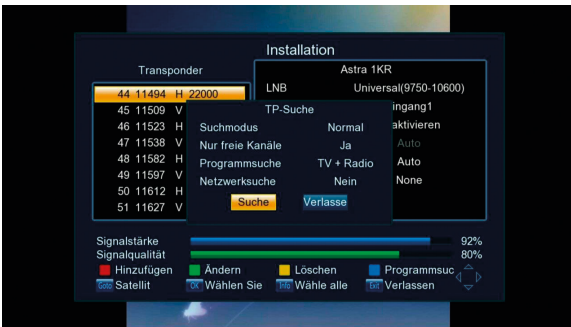 Installation
Transponder
Astra 1KR
44 11494 H 22000
45 11509 V
46 11523 H
47 11538 V
48 11582 H
49 11597 V
50 11612 H
51 11627 V
LNB Universal(9750-10600)
ingang1
aktivieren
Auto
Auto
None
TP-Suche
Suchmodus Normal
Nur freie Kanäle Ja
Programmsuche TV + Radio
Netzwerksuche Nein
Suche Verlasse
Signalstärke 92%
Signalqualität 80%
Hinzufügen Ändern Löschen Programmsuc
Goto Satellit OK Wählen Sie Info Wähle alle Exit Verlassen